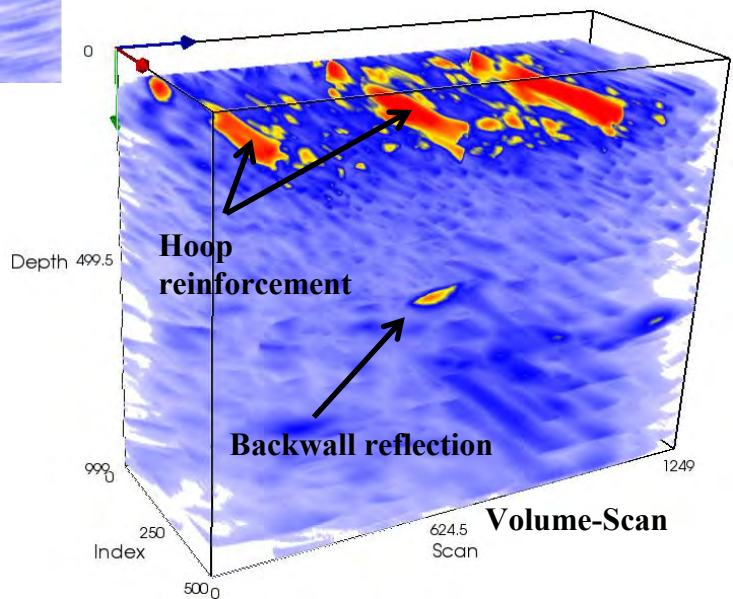 0
Hoop
reinforcement
Depth 499.5
Backwall reflection
999
0
1249
250
624.5
Volume-Scan
Index
Scan
500
0